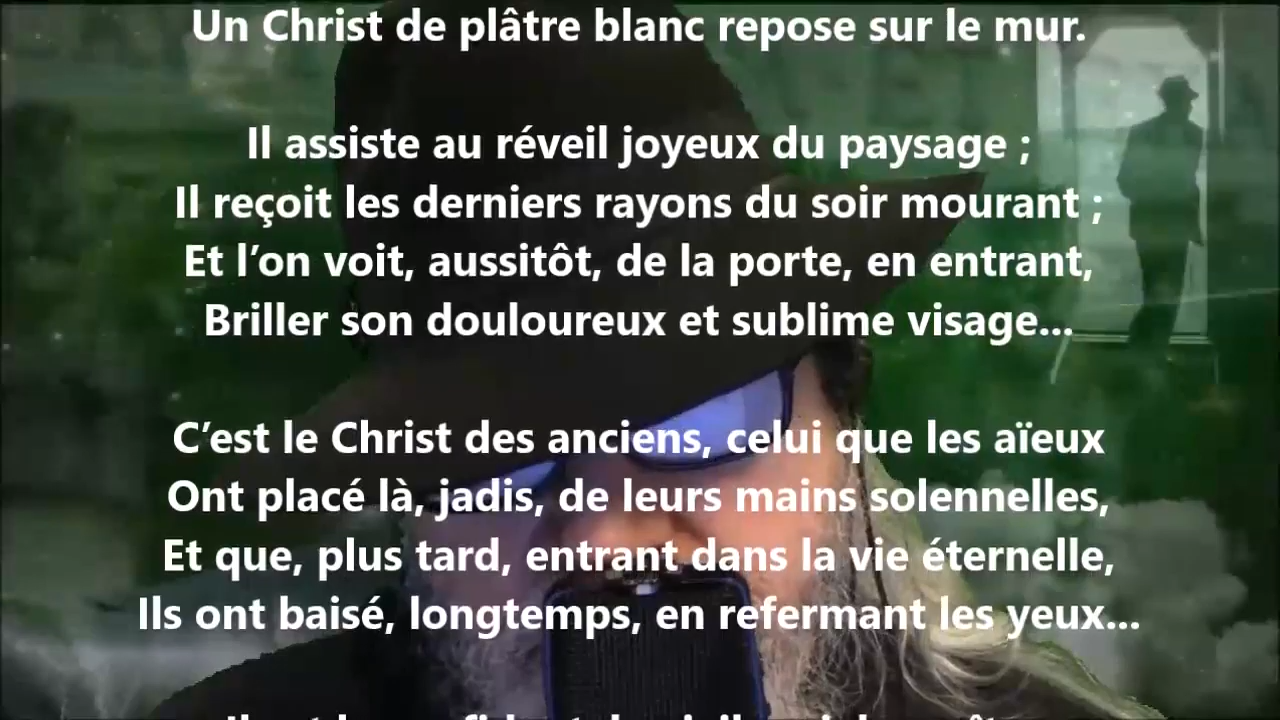 Un Christ de plâtre blanc repose sur le mur.
Il assiste au réveil joyeux du paysage ;
Il reçoit les derniers rayons du soir mourant ;
Et l’on voit, aussitôt, de la porte, en entrant,
Briller son douloureux et sublime visage...
C’est le Christ des anciens, celui que les aïeux
Ont placé là, jadis, de leurs mains solennelles,
Et que, plus tard, entrant dans la vie éternelle,
Ils ont baisé, longtemps, en refermant les yeux...